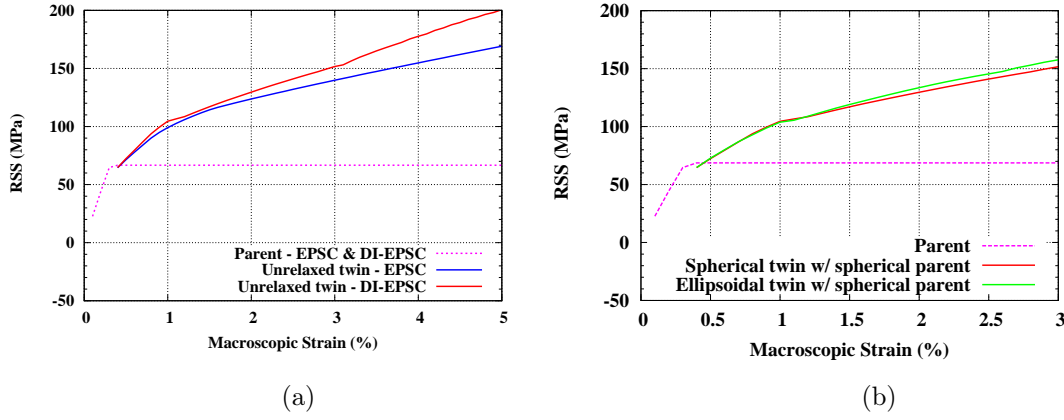 200
150
100
50
0
-50
RSS (MPa)
Parent - EPSC & DI-EPSC
Unrelaxed twin - EPSC
Unrelaxed twin - DI-EPSC
0 1 2 3 4 5
Macroscopic Strain (%)
(a)
200
150
100
50
0
-50
RSS (MPa)
Parent
Spherical twin w/ spherical parent
Ellipsoidal twin w/ spherical parent
0 0.5 1 1.5 2 2.5 3
Macroscopic Strain (%)
(b)